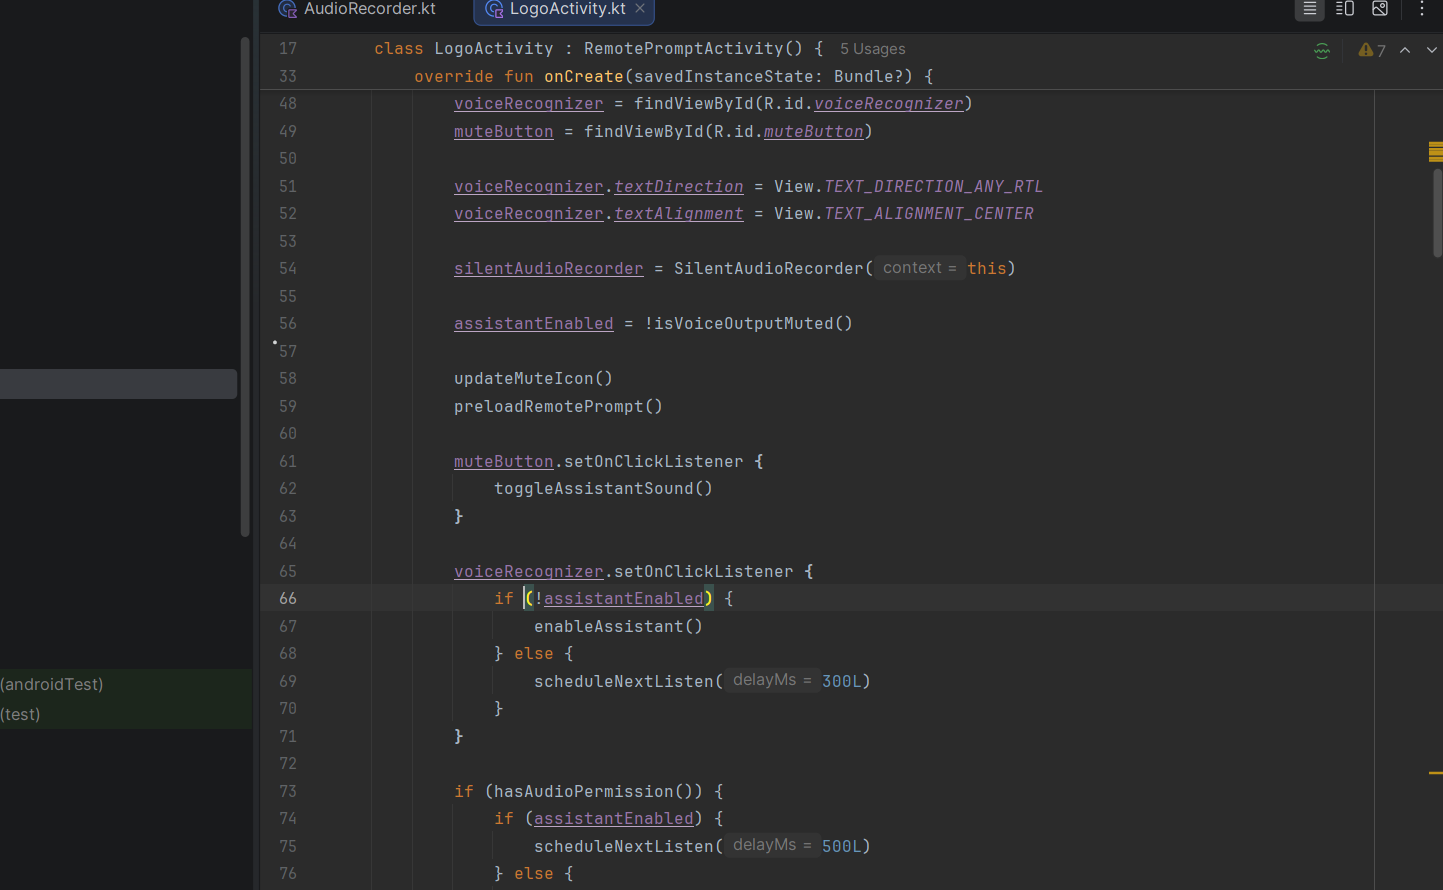 AudioRecorder.kt LogoActivity.kt
17 class LogoActivity : RemotePromptActivity() { 5 Usages
7
33 override fun onCreate(savedInstanceState: Bundle?) {
48 voiceRecognizer = findViewById(R.id.voiceRecognizer)
49 muteButton = findViewById(R.id.muteButton)
50
51 voiceRecognizer.textDirection = View.TEXT_DIRECTION_ANY_RTL
52 voiceRecognizer.textAlignment = View.TEXT_ALIGNMENT_CENTER
53
54 silentAudioRecorder = SilentAudioRecorder( context = this)
55
56 assistantEnabled = !isVoiceOutputMuted()
57
58 updateMuteIcon()
59 preloadRemotePrompt()
60
61 muteButton.setOnClickListener {
62 toggleAssistantSound()
63 }
64
65 voiceRecognizer.setOnClickListener {
66 if (!assistantEnabled) {
67 enableAssistant()
68 } else {
69 scheduleNextListen( delayMs = 300L)
70 }
71 }
72
73 if (hasAudioPermission()) {
74 if (assistantEnabled) {
75 scheduleNextListen( delayMs = 500L)
76 } else {
(androidTest)
(test)